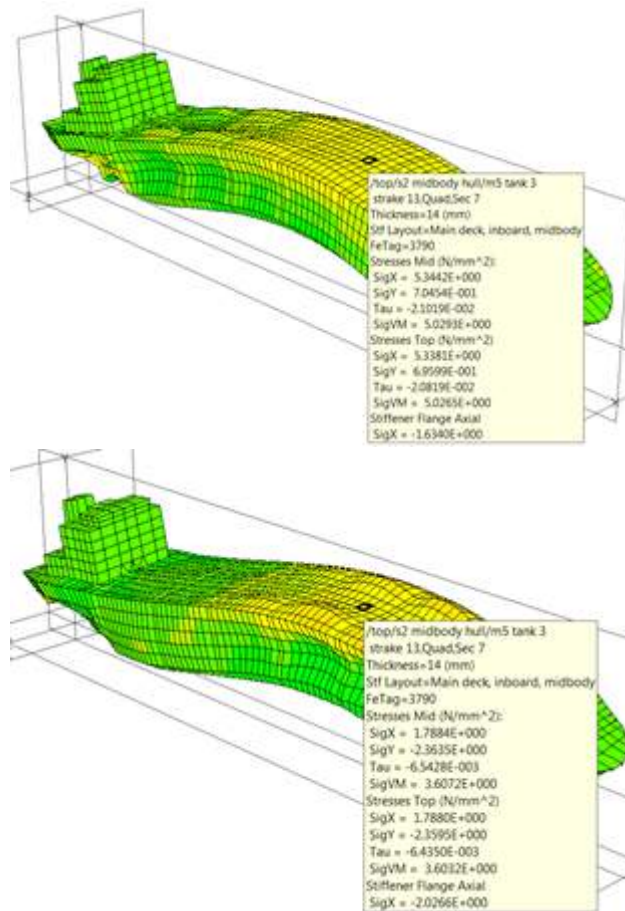 /top/s2 midbody hull/m5 tank 3
strake 13,Quad,Sec 7
Thickness=14 (mm)
Stf Layout=Main deck, inboard, midbody
FeTag=3790
Stresses Mid (N/mm^2):
SigX = 5.3442E+000
SigY = 7.0454E-001
Tau = -2.1019E-002
SigVM = 5.0293E+000
Stresses Top (N/mm^2)
SigX = 5.3381E+000
SigY = 6.9599E-001
Tau = -2.0819E-002
SigVM = 5.0265E+000
Stiffener Flange Axial
SigX = -1.6340E+000
/top/s2 midbody hull/m5 tank 3
strake 13,Quad,Sec 7
Thickness=14 (mm)
Stf Layout=Main deck, inboard, midbody
FeTag=3790
Stresses Mid (N/mm^2):
SigX = 1.7884E+000
SigY = -2.3635E+000
Tau = -6.5428E-003
SigVM = 3.6072E+000
Stresses Top (N/mm^2)
SigX = 1.7880E+000
SigY = -2.3595E+000
Tau = -6.4350E-003
SigVM = 3.6032E+000
Stiffener Flange Axial
SigX = -2.0266E+000